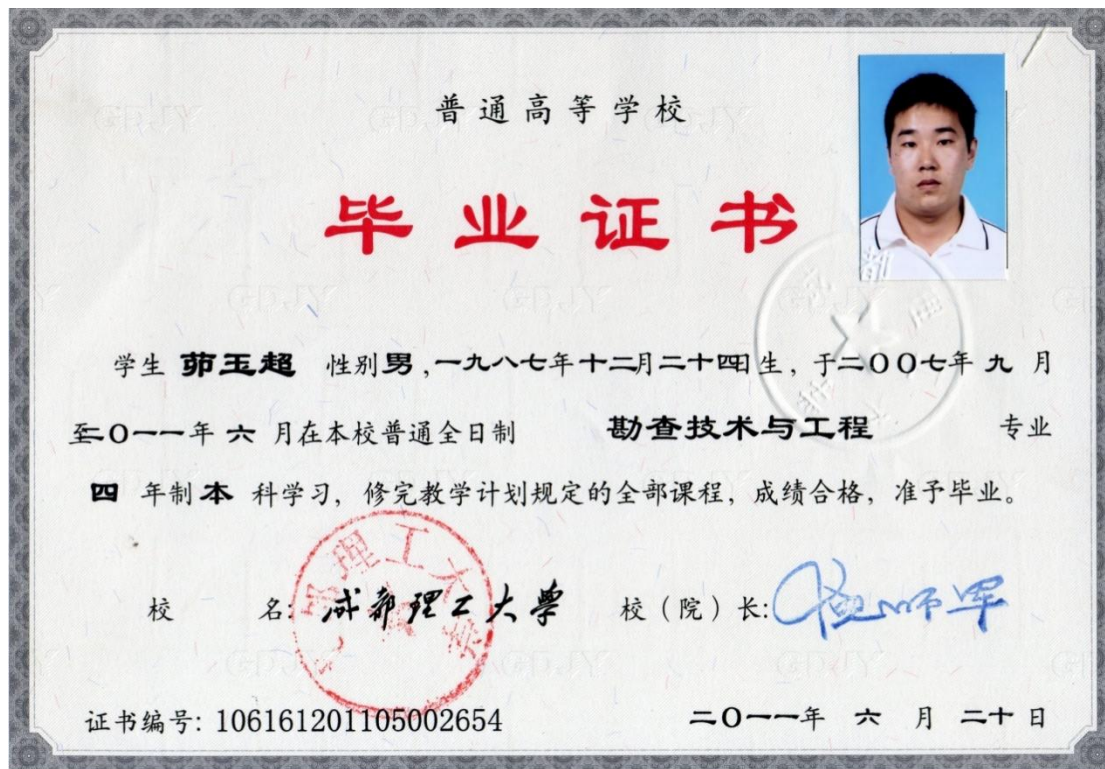 普通高等学校
毕业证书
学生 茆玉超 性别男,一九八七年十二月二十四日生，于二〇〇七年 九 月
至二〇一一年 六 月在本校普通全日制 勘查技术与工程 专业
四 年制本 科学习，修完教学计划规定的全部课程，成绩合格，准予毕业。
校 名: 成都理工大学 校（院）长:
证书编号: 106161201105002654 二〇一一年 六 月 二十日